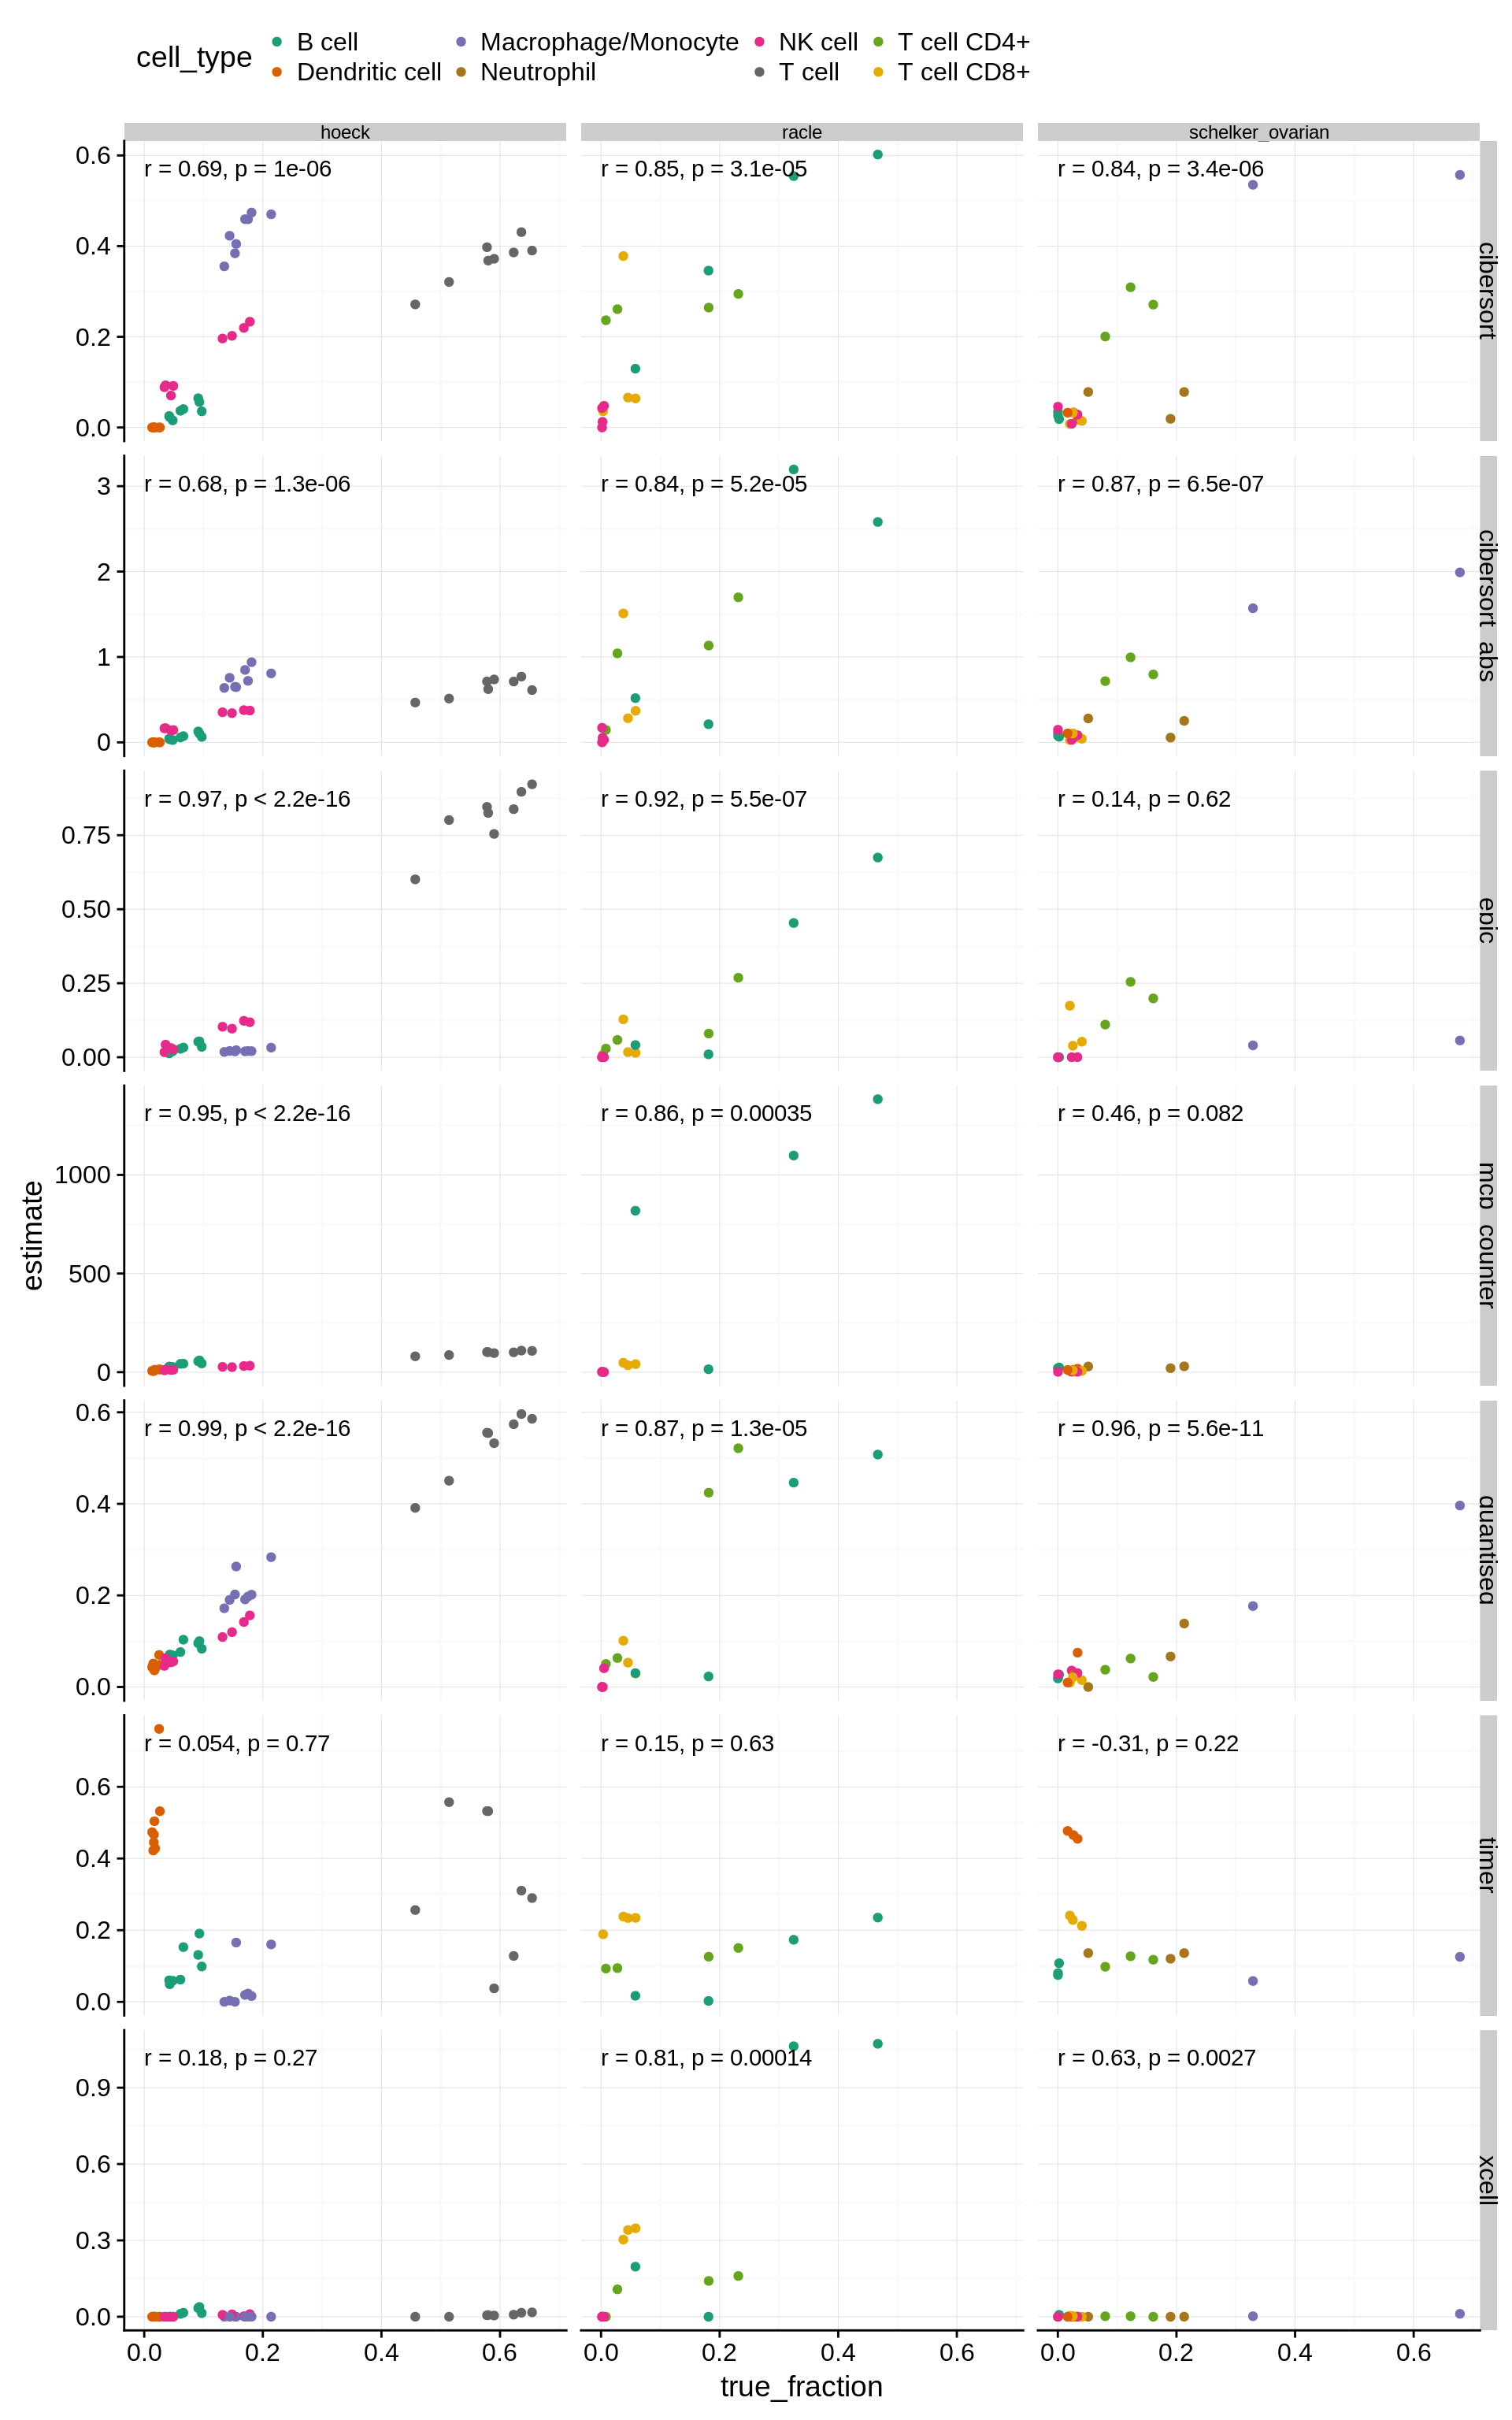 cell_type
B cell
Dendritic cell
Macrophage/Monocyte
Neutrophil
NK cell
T cell
T cell CD4+
T cell CD8+
hoeck
racle
schelker_ovarian
0.6
0.4
0.2
0.0
r = 0.69, p = 1e-06
r = 0.85, p = 3.1e-05
r = 0.84, p = 3.4e-06
cibersort
3
2
1
0
r = 0.68, p = 1.3e-06
r = 0.84, p = 5.2e-05
r = 0.87, p = 6.5e-07
cibersort_abs
0.75
0.50
0.25
0.00
r = 0.97, p < 2.2e-16
r = 0.92, p = 5.5e-07
r = 0.14, p = 0.62
epic
estimate
1000
500
0
r = 0.95, p < 2.2e-16
r = 0.86, p = 0.00035
r = 0.46, p = 0.082
mcp_counter
0.6
0.4
0.2
0.0
r = 0.99, p < 2.2e-16
r = 0.87, p = 1.3e-05
r = 0.96, p = 5.6e-11
quantiseq
0.6
0.4
0.2
0.0
r = 0.054, p = 0.77
r = 0.15, p = 0.63
r = -0.31, p = 0.22
timer
0.9
0.6
0.3
0.0
r = 0.18, p = 0.27
r = 0.81, p = 0.00014
r = 0.63, p = 0.0027
xcell
0.0 0.2 0.4 0.6
0.0 0.2 0.4 0.6
0.0 0.2 0.4 0.6
true_fraction